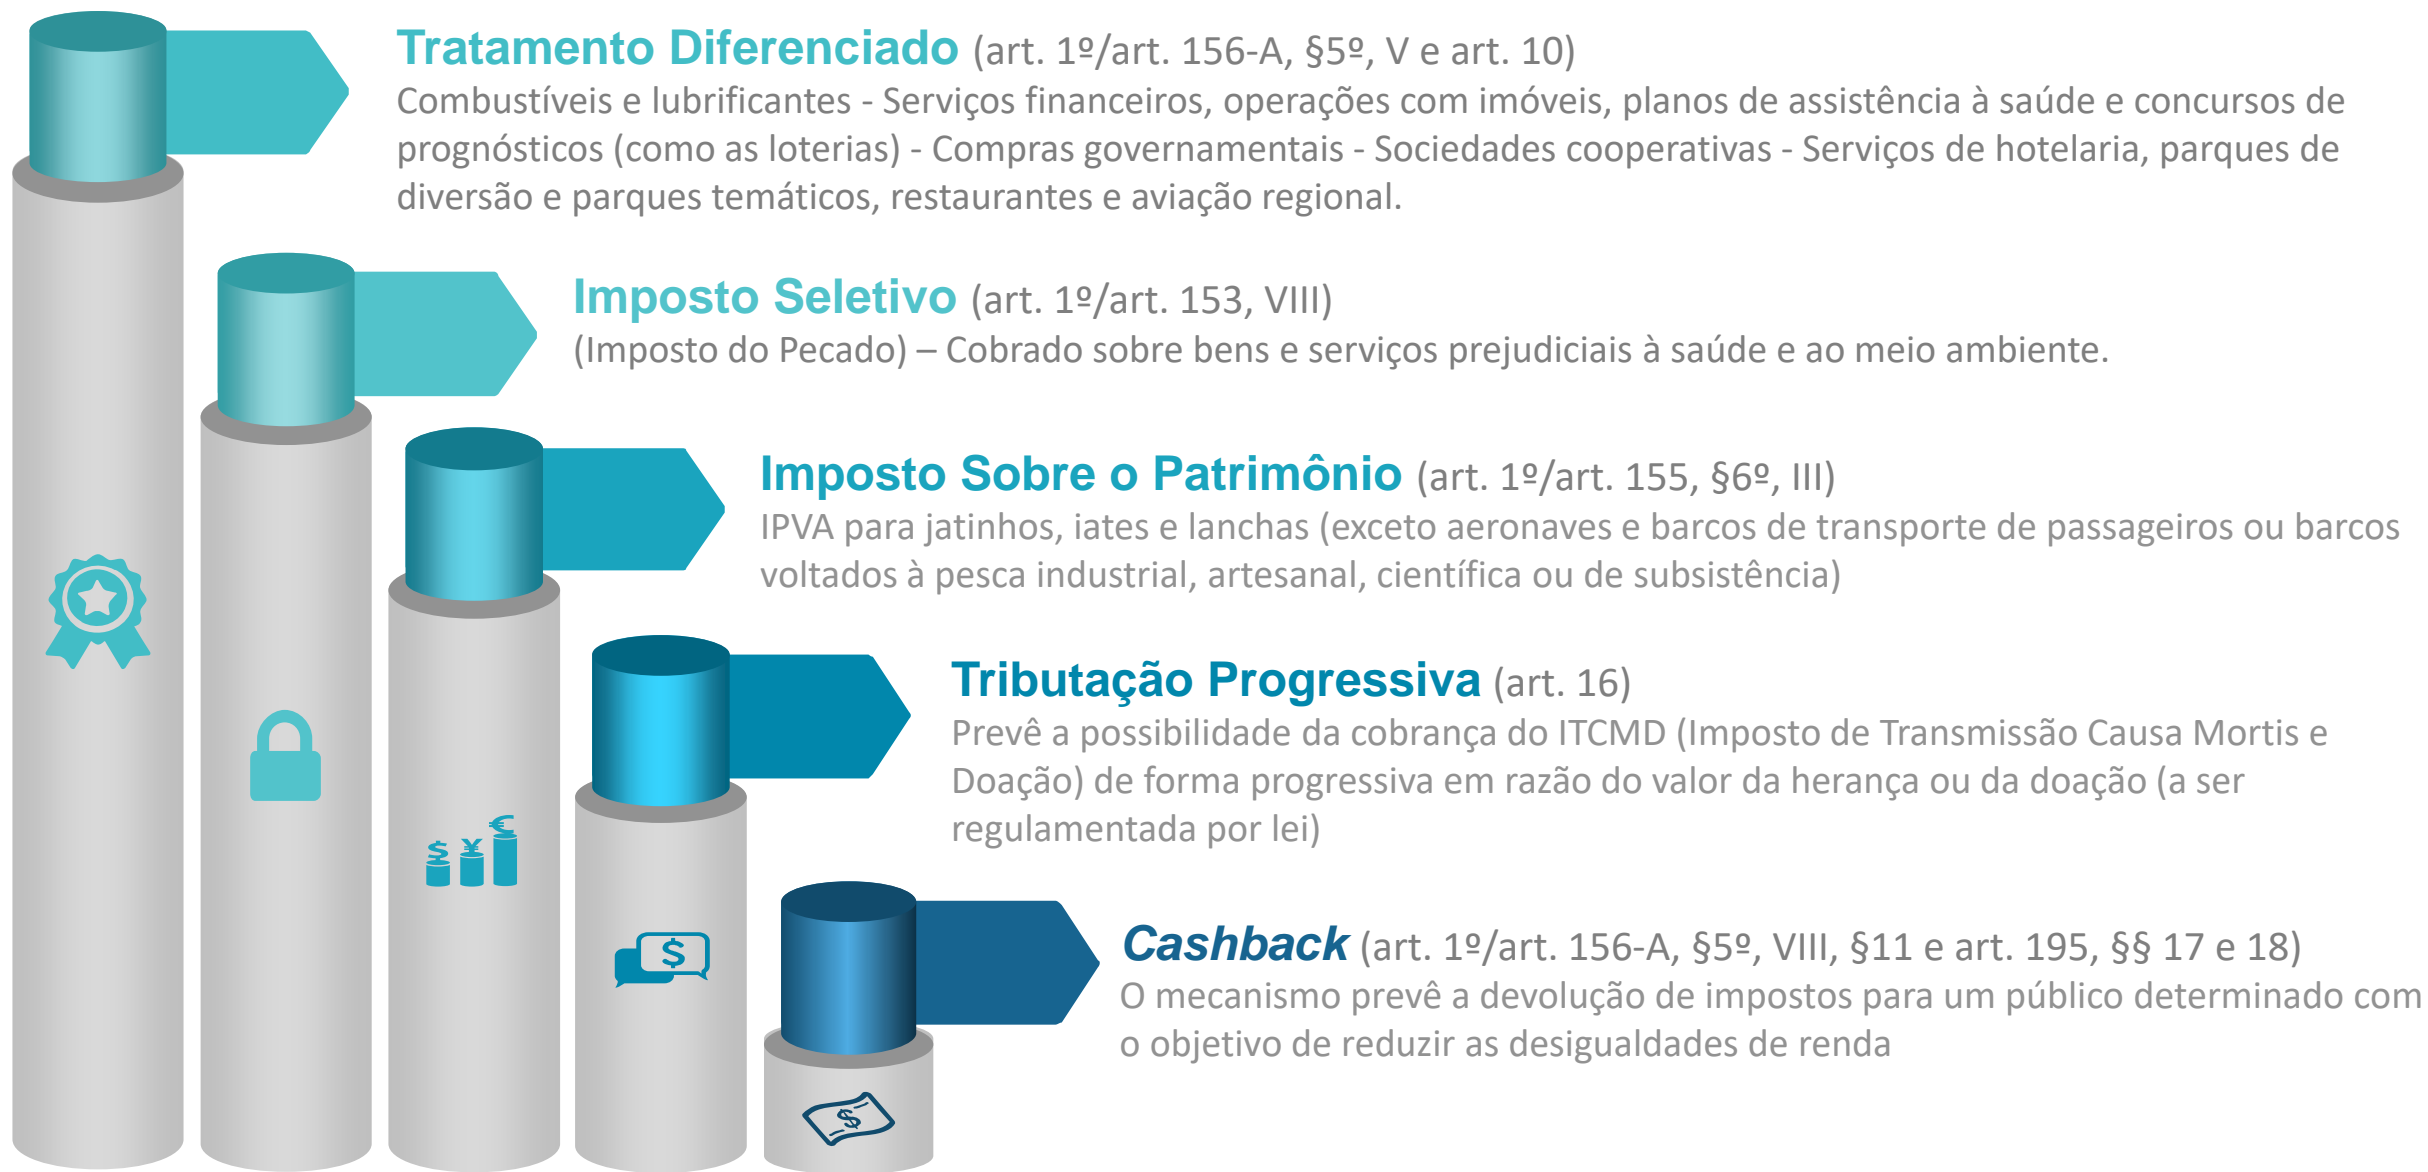 Tratamento Diferenciado (art. 1º/art. 156-A, §5º, V e art. 10)
Combustíveis e lubrificantes - Serviços financeiros, operações com imóveis, planos de assistência à saúde e concursos de
prognósticos (como as loterias) - Compras governamentais - Sociedades cooperativas - Serviços de hotelaria, parques de
diversão e parques temáticos, restaurantes e aviação regional.
Imposto Seletivo (art. 1º/art. 153, VIII)
(Imposto do Pecado) – Cobrado sobre bens e serviços prejudiciais à saúde e ao meio ambiente.
Imposto Sobre o Patrimônio (art. 1º/art. 155, §6º, III)
IPVA para jatinhos, iates e lanchas (exceto aeronaves e barcos de transporte de passageiros ou barcos
voltados à pesca industrial, artesanal, científica ou de subsistência)
Tributação Progressiva (art. 16)
Prevê a possibilidade da cobrança do ITCMD (Imposto de Transmissão Causa Mortis e
Doação) de forma progressiva em razão do valor da herança ou da doação (a ser
regulamentada por lei)
$ ¥ €
$
Cashback (art. 1º/art. 156-A, §5º, VIII, §11 e art. 195, §§ 17 e 18)
O mecanismo prevê a devolução de impostos para um público determinado com
o objetivo de reduzir as desigualdades de renda
$